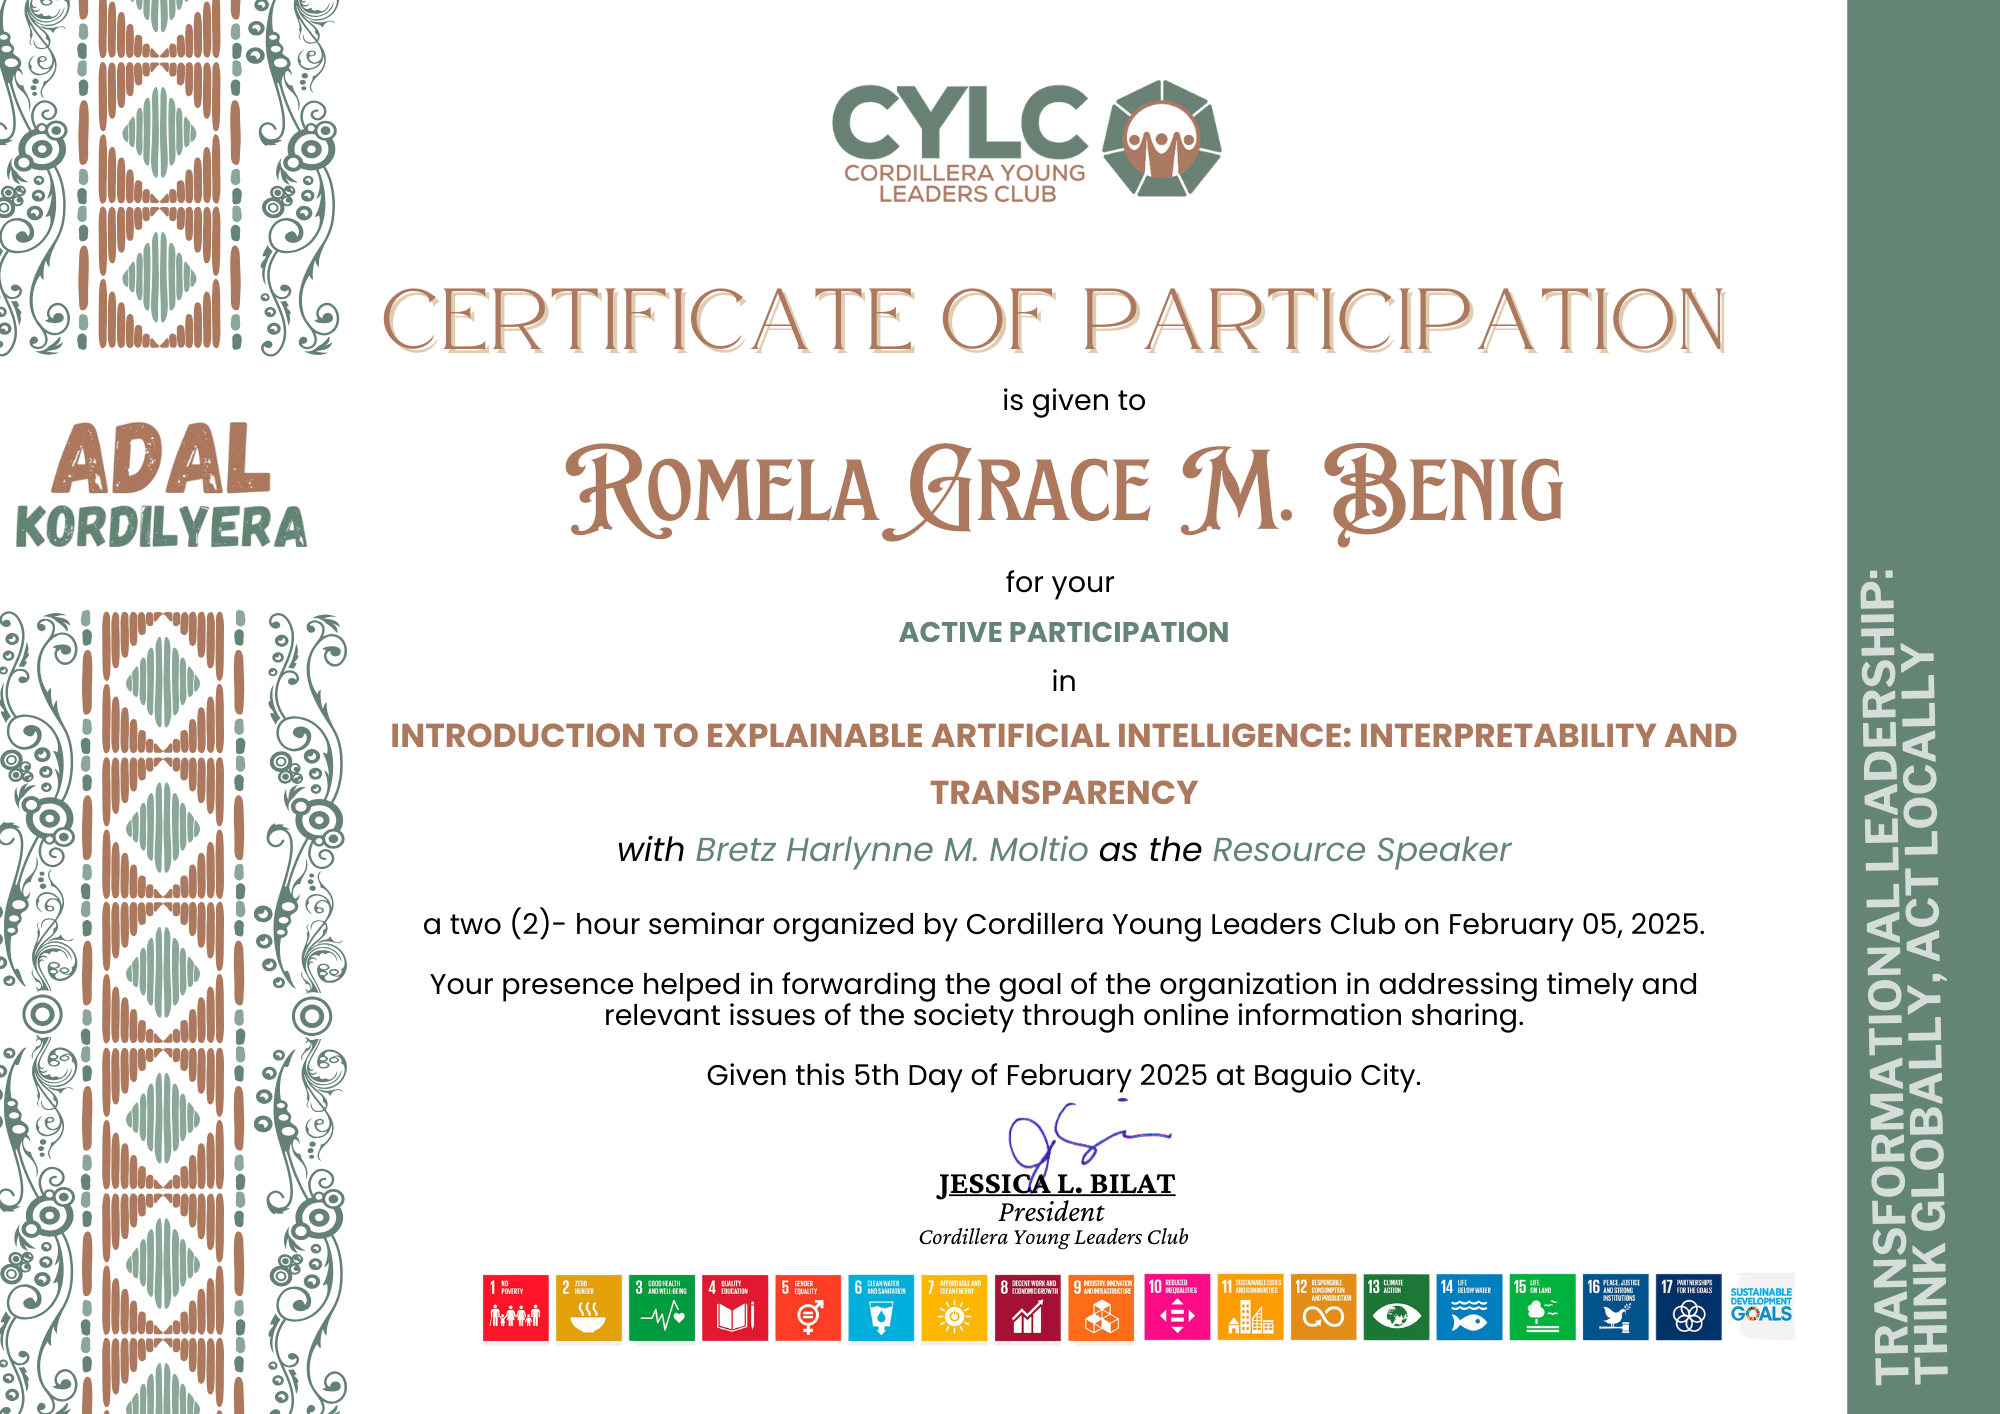 CYLC
CORDILLERA YOUNG
LEADERS CLUB
CERTIFICATE OF PARTICIPATION
is given to
ROMELA GRACE M. BENIG
for your
ACTIVE PARTICIPATION
in
INTRODUCTION TO EXPLAINABLE ARTIFICIAL INTELLIGENCE: INTERPRETABILITY AND
TRANSPARENCY
with Bretz Harlynne M. Moltio as the Resource Speaker
a two (2)- hour seminar organized by Cordillera Young Leaders Club on February 05, 2025.
Your presence helped in forwarding the goal of the organization in addressing timely and
relevant issues of the society through online information sharing.
Given this 5th Day of February 2025 at Baguio City.
JESSICA L. BILAT
President
Cordillera Young Leaders Club
ADAL
KORDILYERA
TRANSFORMATIONAL LEADERSHIP:
THINK GLOBALLY, ACT LOCALLY
1 NO
POVERTY
2 ZERO
HUNGER
3 GOOD HEALTH
AND WELL-BEING
4 QUALITY
EDUCATION
5 GENDER
EQUALITY
6 CLEAN WATER
AND SANITATION
7 AFFORDABLE AND
CLEAN ENERGY
8 DECENT WORK AND
ECONOMIC GROWTH
9 INDUSTRY, INNOVATION
AND INFRASTRUCTURE
10 REDUCED
INEQUALITIES
11 SUSTAINABLE CITIES
AND COMMUNITIES
12 RESPONSIBLE
CONSUMPTION
AND PRODUCTION
13 CLIMATE
ACTION
14 LIFE
BELOW WATER
15 LIFE
ON LAND
16 PEACE, JUSTICE
AND STRONG
INSTITUTIONS
17 PARTNERSHIPS
FOR THE GOALS
SUSTAINABLE
DEVELOPMENT
GOALS